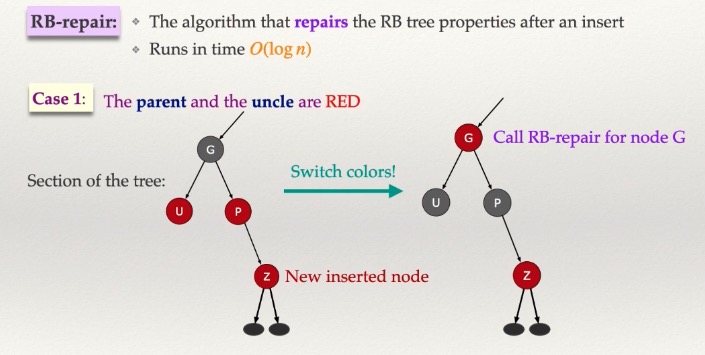 RB-repair: ❖ The algorithm that repairs the RB tree properties after an insert
❖ Runs in time O(log n)
Case 1: The parent and the uncle are RED
G
G Call RB-repair for node G
Section of the tree:
Switch colors!
U P
U P
Z New inserted node
Z